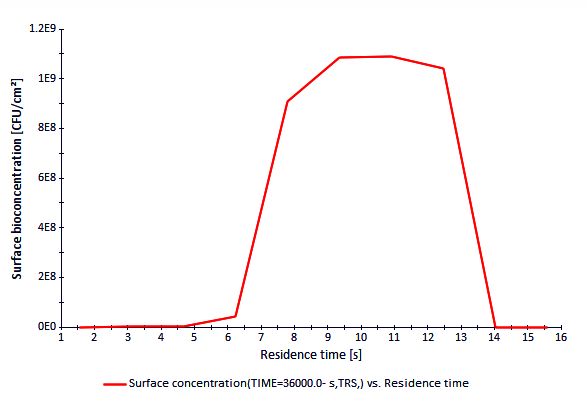 1.2E9
1E9
8E8
6E8
4E8
2E8
0E0
Surface bioconcentration [CFU/cm²]
1 2 3 4 5 6 7 8 9 10 11 12 13 14 15 16
Residence time [s]
Surface concentration(TIME=36000.0- s,TRS,) vs. Residence time